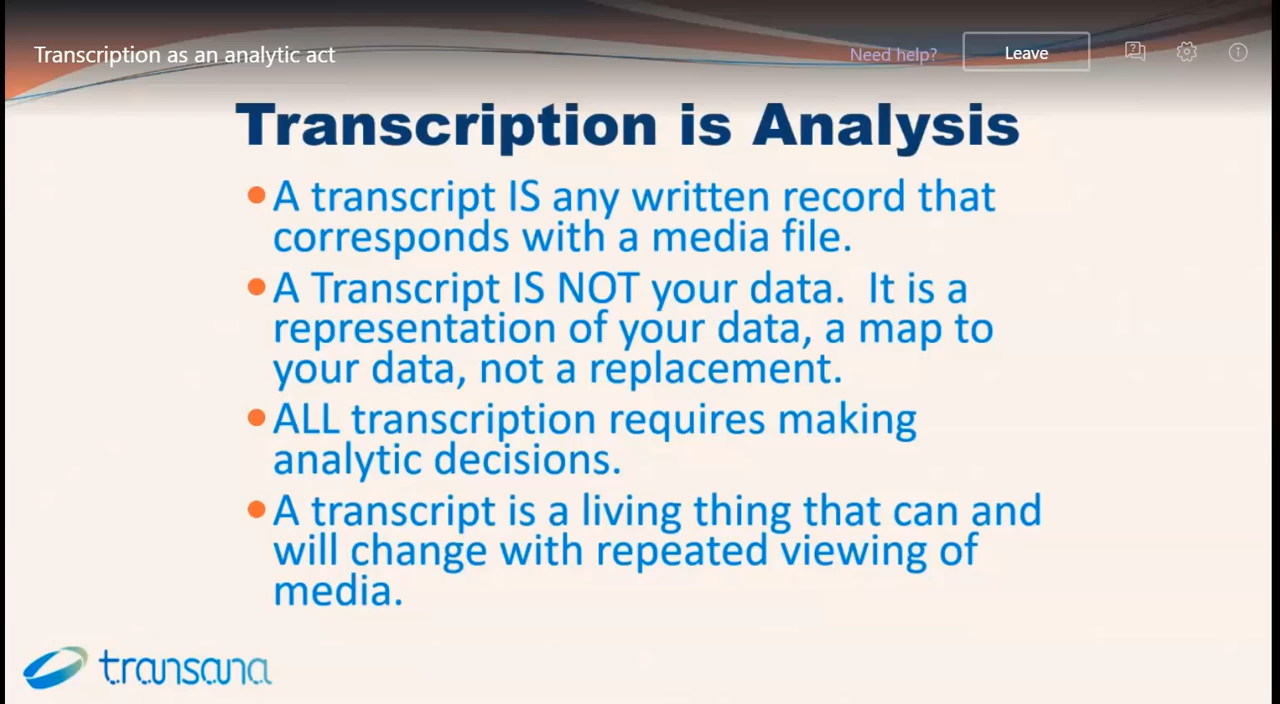 Transcription as an analytic act
Need help?
Leave
Transcription is Analysis
A transcript IS any written record that
corresponds with a media file.
A Transcript IS NOT your data.  It is a
representation of your data, a map to
your data, not a replacement.
ALL transcription requires making
analytic decisions.
A transcript is a living thing that can and
will change with repeated viewing of
media.
transana